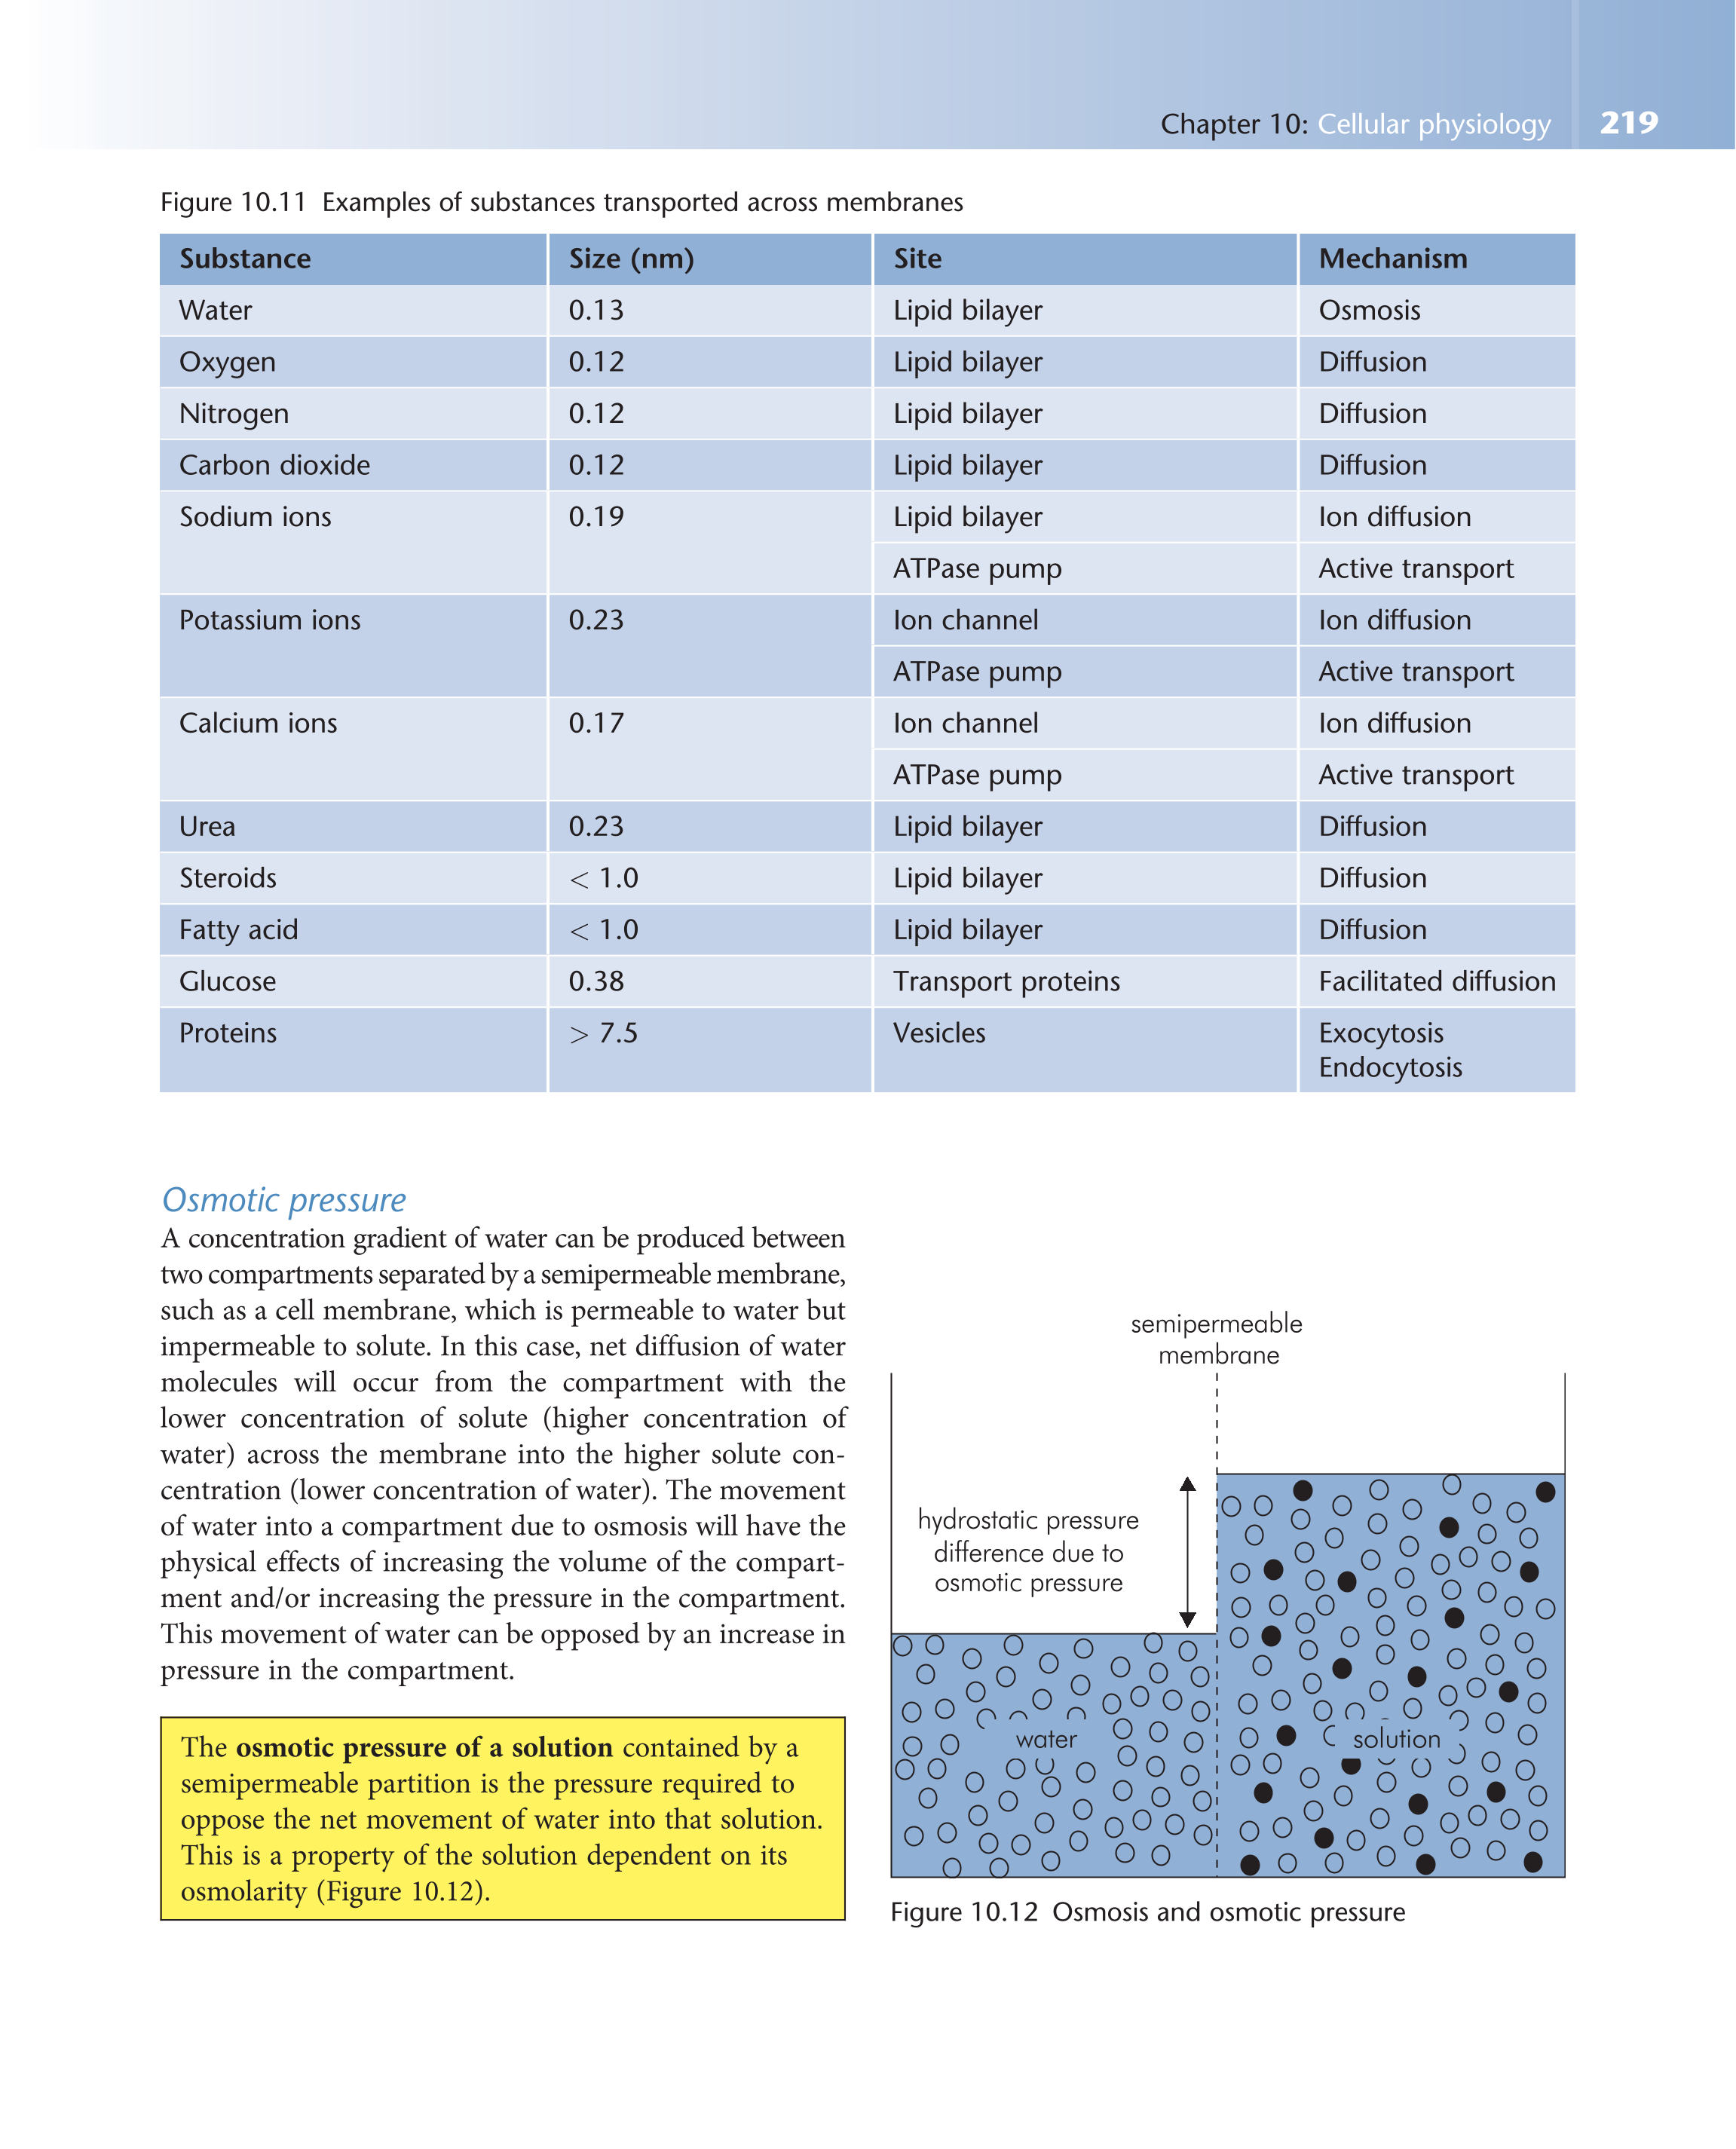 Chapter 10: Cellular physiology 219
Figure 10.11 Examples of substances transported across membranes
Substance Size (nm) Site Mechanism
Water 0.13 Lipid bilayer Osmosis
Oxygen 0.12 Lipid bilayer Diffusion
Nitrogen 0.12 Lipid bilayer Diffusion
Carbon dioxide 0.12 Lipid bilayer Diffusion
Sodium ions 0.19 Lipid bilayer Ion diffusion
ATPase pump Active transport
Potassium ions 0.23 Ion channel Ion diffusion
ATPase pump Active transport
Calcium ions 0.17 Ion channel Ion diffusion
ATPase pump Active transport
Urea 0.23 Lipid bilayer Diffusion
Steroids < 1.0 Lipid bilayer Diffusion
Fatty acid < 1.0 Lipid bilayer Diffusion
Glucose 0.38 Transport proteins Facilitated diffusion
Proteins > 7.5 Vesicles Exocytosis
Endocytosis
Osmotic pressure
A concentration gradient of water can be produced between
two compartments separated by a semipermeable membrane,
such as a cell membrane, which is permeable to water but
impermeable to solute. In this case, net diffusion of water
molecules will occur from the compartment with the
lower concentration of solute (higher concentration of
water) across the membrane into the higher solute con-
centration (lower concentration of water). The movement
of water into a compartment due to osmosis will have the
physical effects of increasing the volume of the compart-
ment and/or increasing the pressure in the compartment.
This movement of water can be opposed by an increase in
pressure in the compartment.
The osmotic pressure of a solution contained by a
semipermeable partition is the pressure required to
oppose the net movement of water into that solution.
This is a property of the solution dependent on its
osmolarity (Figure 10.12).
semipermeable
membrane
hydrostatic pressure
difference due to
osmotic pressure
water
solution
Figure 10.12 Osmosis and osmotic pressure